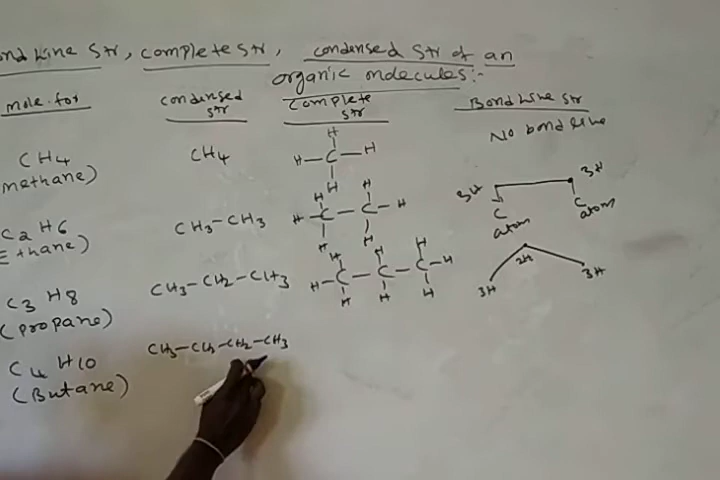 ond Line Str, complete str, condensed Str of an
organic molecules:-
mole.for condensed str complete str Bond Line str
CH4 (methane) CH4 H H-C-H H No bond line
C2H6 Ethane) CH3-CH3 H H H-C-C-H H H 3H 3H C atom C atom
C3H8 (propane) CH3-CH2-CH3 H H H H-C-C-C-H H H H 3H 2H 3H
C4H10 (Butane) CH3-CH2-CH2-CH3